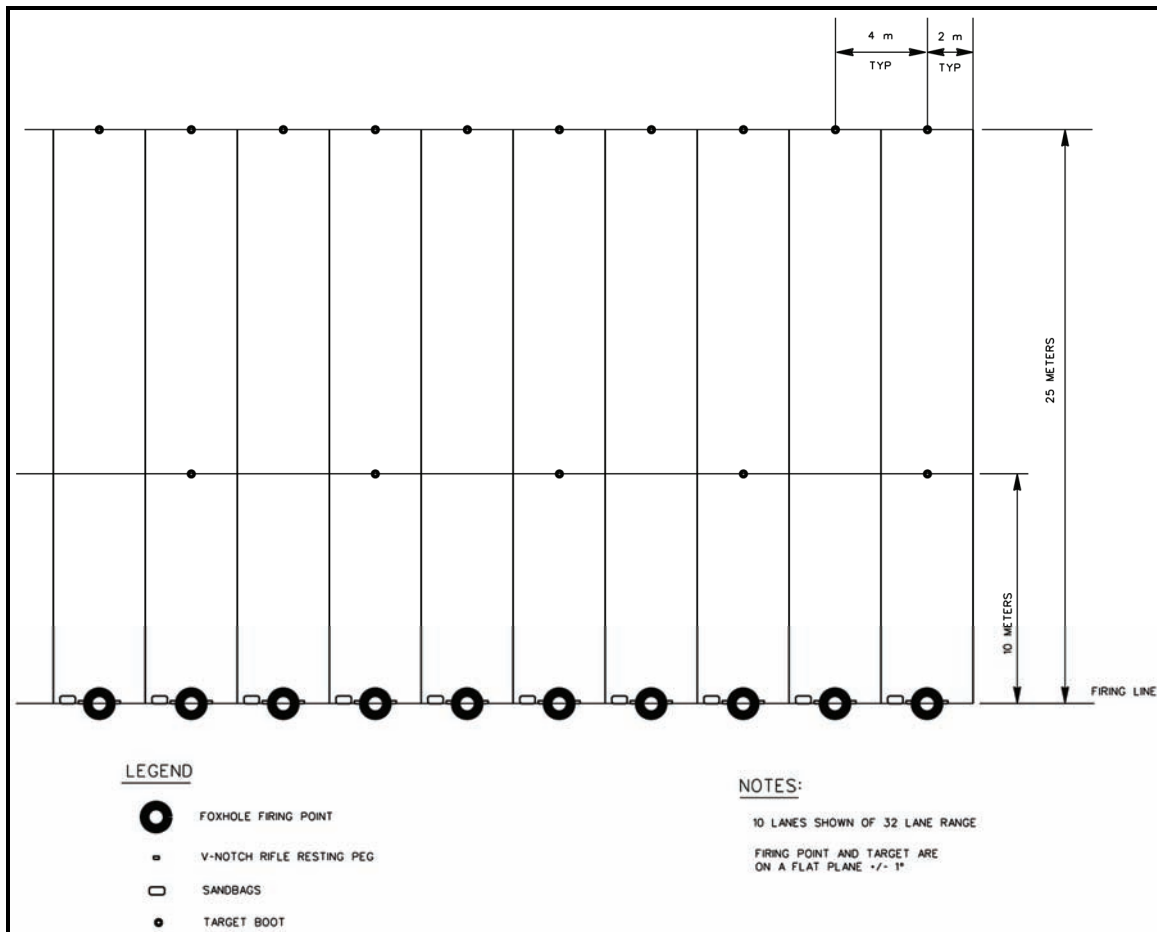 4 m
2 m
TYP
TYP
25 METERS
10 METERS
FIRING LINE
LEGEND
FOXHOLE FIRING POINT
V-NOTCH RIFLE RESTING PEG
SANDBAGS
TARGET BOOT
NOTES:
10 LANES SHOWN OF 32 LANE RANGE
FIRING POINT AND TARGET ARE
ON A FLAT PLANE +/- 1°